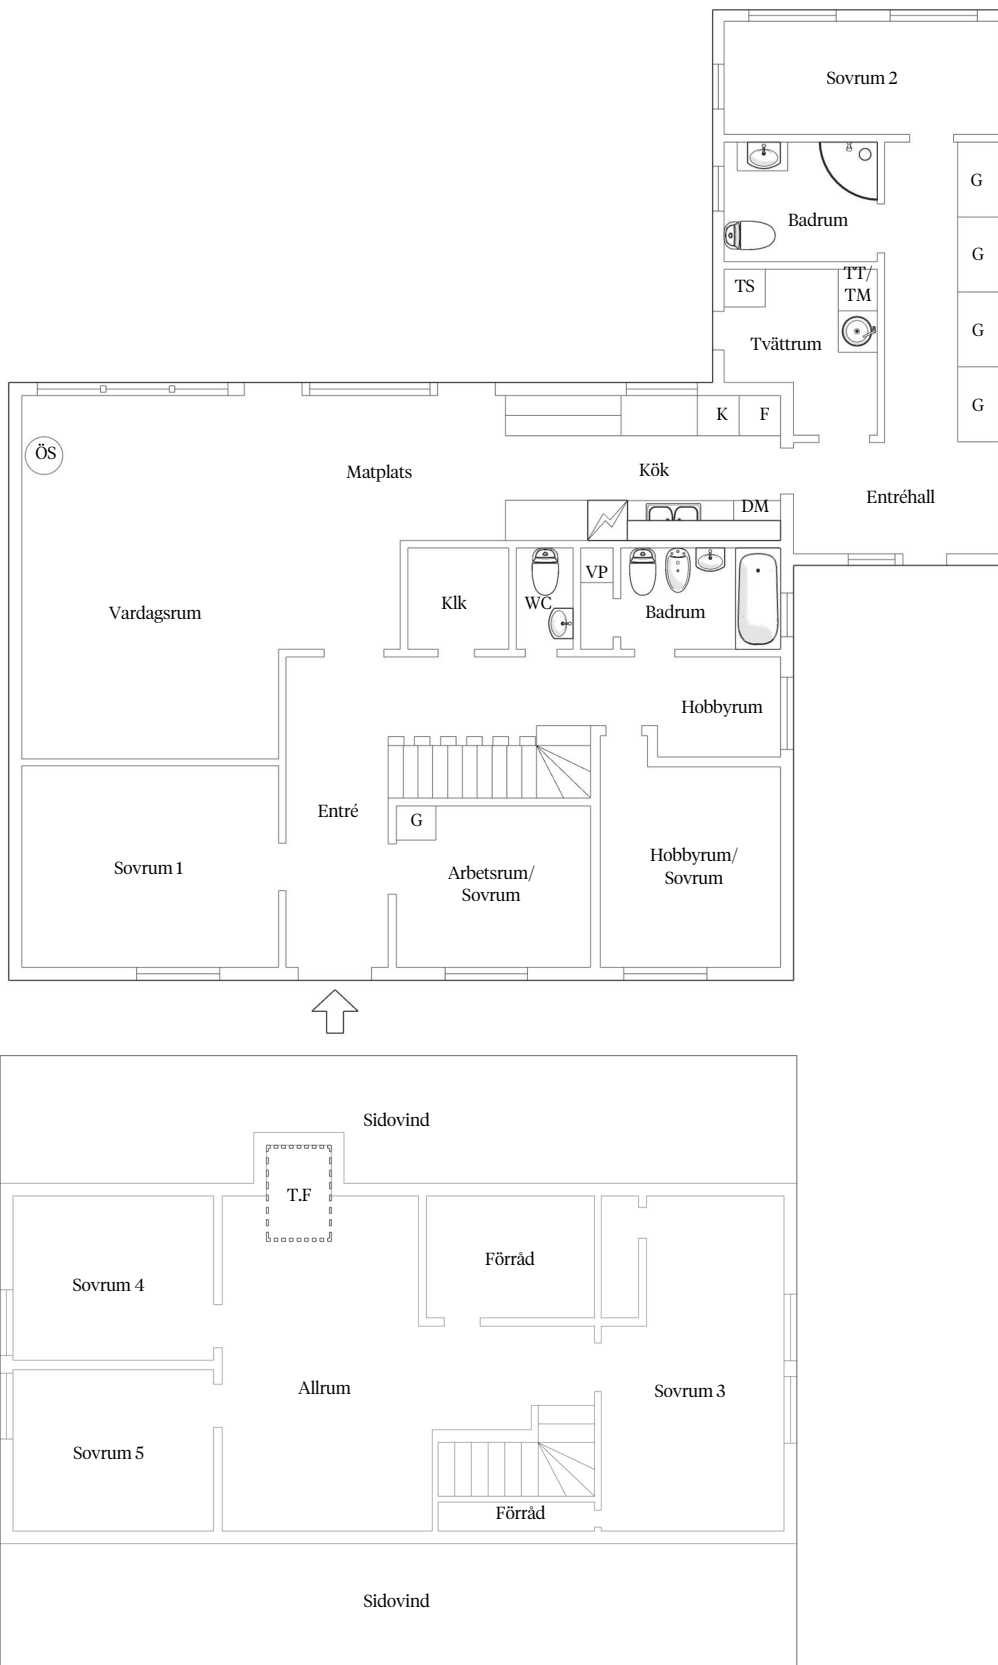 Sovrum 2
G
Badrum
G
TS
TT/
TM
Tvättrum
G
K
F
G
ÖS
Matplats
Kök
Entréhall
DM
Klk
WC
VP
Badrum
Vardagsrum
Hobbyrum
Entré
G
Sovrum 1
Arbetsrum/
Sovrum
Hobbyrum/
Sovrum
Sidovind
T.F
Sovrum 4
Förråd
Allrum
Sovrum 3
Sovrum 5
Förråd
Sidovind